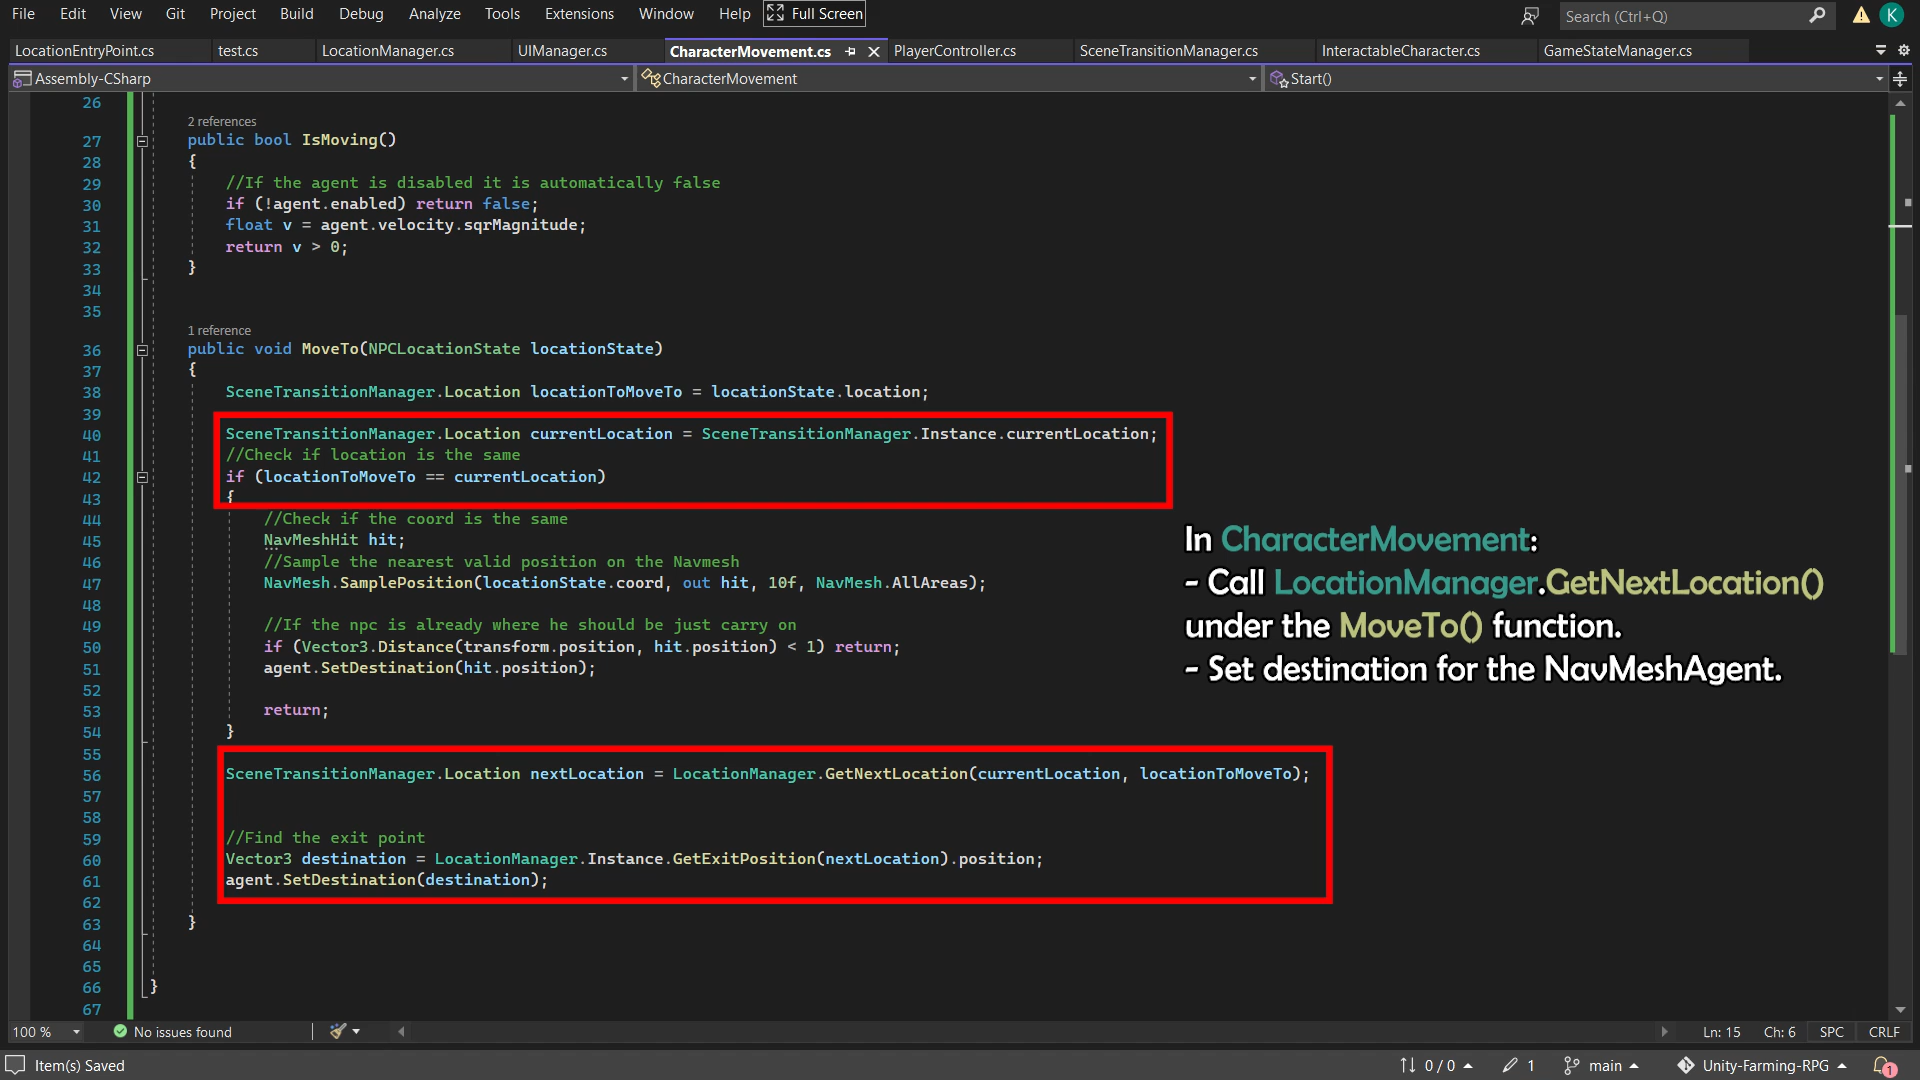 File Edit View Git Project Build Debug Analyze Tools Extensions Window Help Full Screen Search (Ctrl+Q) K
LocationEntryPoint.cs test.cs LocationManager.cs UIManager.cs CharacterMovement.cs PlayerController.cs SceneTransitionManager.cs InteractableCharacter.cs GameStateManager.cs
Assembly-CSharp CharacterMovement Start()
26
2 references
27 public bool IsMoving()
28 {
29 //If the agent is disabled it is automatically false
30 if (!agent.enabled) return false;
31 float v = agent.velocity.sqrMagnitude;
32 return v > 0;
33 }
34
35
1 reference
36 public void MoveTo(NPCLocationState locationState)
37 {
38 SceneTransitionManager.Location locationToMoveTo = locationState.location;
39
40 SceneTransitionManager.Location currentLocation = SceneTransitionManager.Instance.currentLocation;
41 //Check if location is the same
42 if (locationToMoveTo == currentLocation)
43 {
44 //Check if the coord is the same
45 NavMeshHit hit;
46 //Sample the nearest valid position on the Navmesh
47 NavMesh.SamplePosition(locationState.coord, out hit, 10f, NavMesh.AllAreas);
48
49 //If the npc is already where he should be just carry on
50 if (Vector3.Distance(transform.position, hit.position) < 1) return;
51 agent.SetDestination(hit.position);
52
53 return;
54 }
55
56 SceneTransitionManager.Location nextLocation = LocationManager.GetNextLocation(currentLocation, locationToMoveTo);
57
58
59 //Find the exit point
60 Vector3 destination = LocationManager.Instance.GetExitPosition(nextLocation).position;
61 agent.SetDestination(destination);
62
63 }
64
65
66 }
67
In CharacterMovement:
- Call LocationManager.GetNextLocation()
under the MoveTo() function.
- Set destination for the NavMeshAgent.
100 % No issues found Ln: 15 Ch: 6 SPC CRLF
Item(s) Saved 0 / 0 1 main Unity-Farming-RPG 1